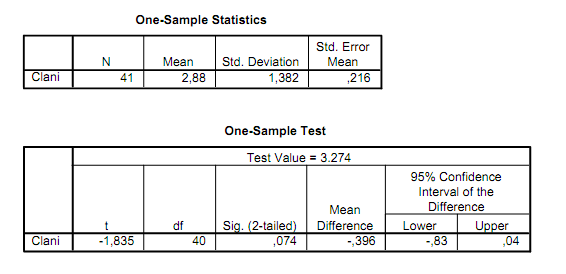 One-Sample Statistics
N Mean Std. Deviation Std. Error Mean
Clani 41 2,88 1,382 ,216
One-Sample Test
Test Value = 3.274
t df Sig. (2-tailed) Mean Difference 95% Confidence Interval of the Difference
Lower Upper
Clani -1,835 40 ,074 -,396 -,83 ,04